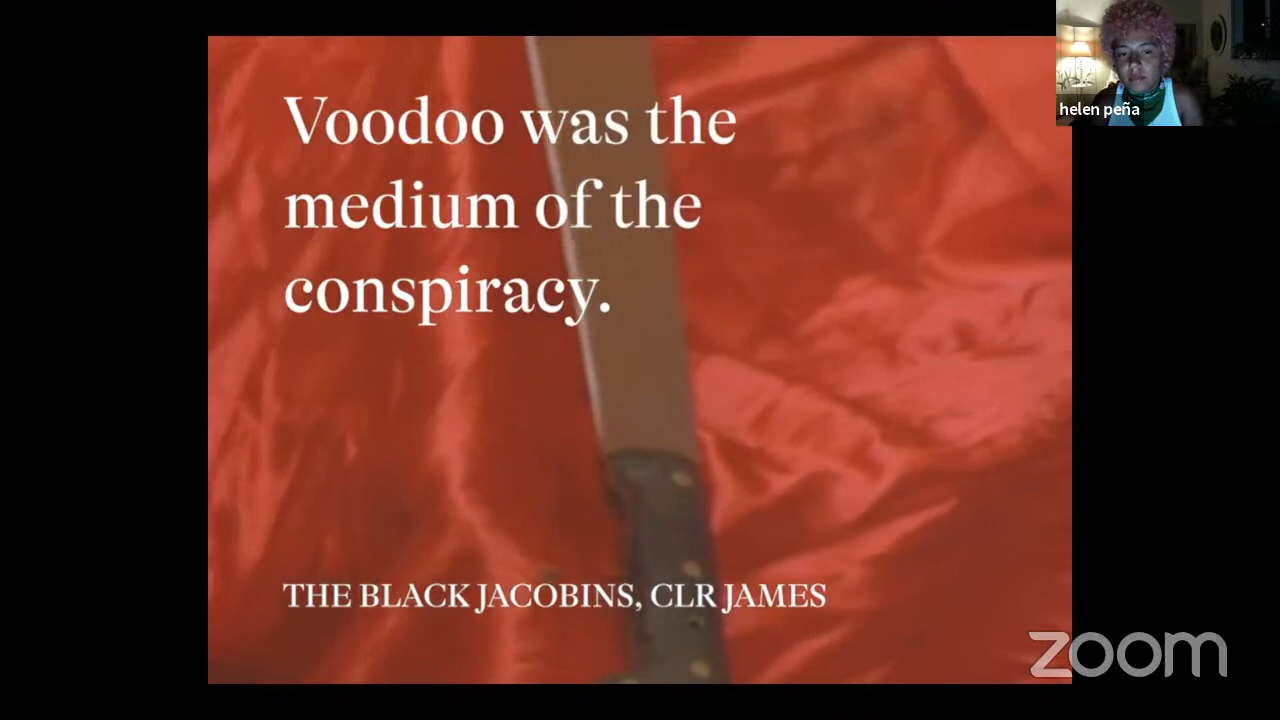 Voodoo was the
medium of the
conspiracy.
THE BLACK JACOBINS, CLR JAMES
helen peña
zoom